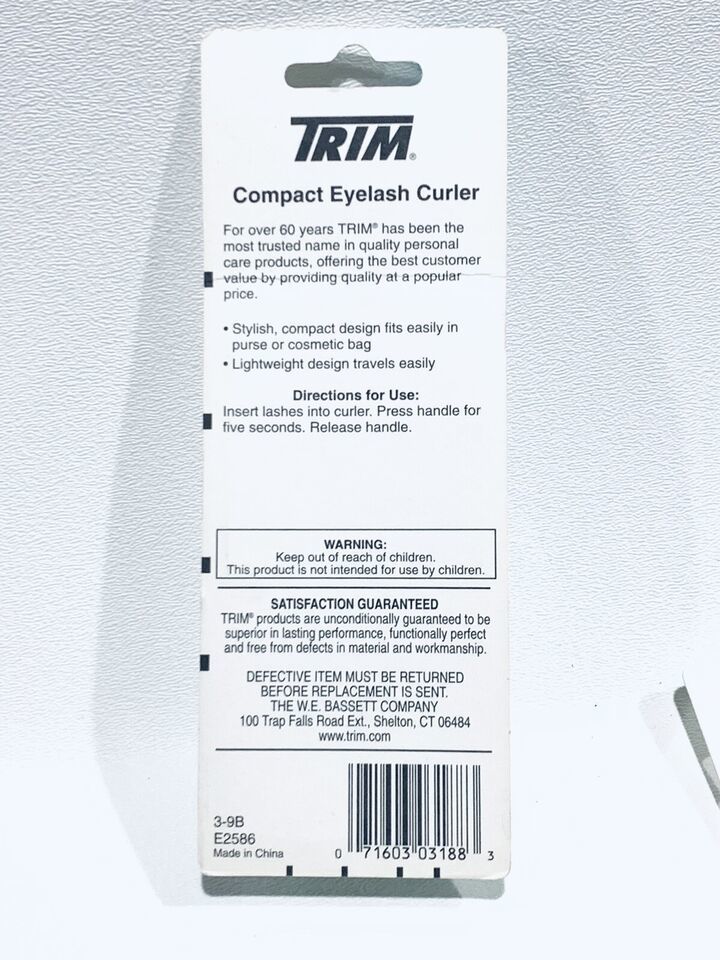 TRIM®
Compact Eyelash Curler
For over 60 years TRIM® has been the
most trusted name in quality personal
care products, offering the best customer
value by providing quality at a popular
price.
• Stylish, compact design fits easily in
purse or cosmetic bag
• Lightweight design travels easily
Directions for Use:
Insert lashes into curler. Press handle for
five seconds. Release handle.
WARNING:
Keep out of reach of children.
This product is not intended for use by children.
SATISFACTION GUARANTEED
TRIM® products are unconditionally guaranteed to be
superior in lasting performance, functionally perfect
and free from defects in material and workmanship.
DEFECTIVE ITEM MUST BE RETURNED
BEFORE REPLACEMENT IS SENT.
THE W.E. BASSETT COMPANY
100 Trap Falls Road Ext., Shelton, CT 06484
www.trim.com
3-9B
E2586
Made in China
0 71603 03188 3